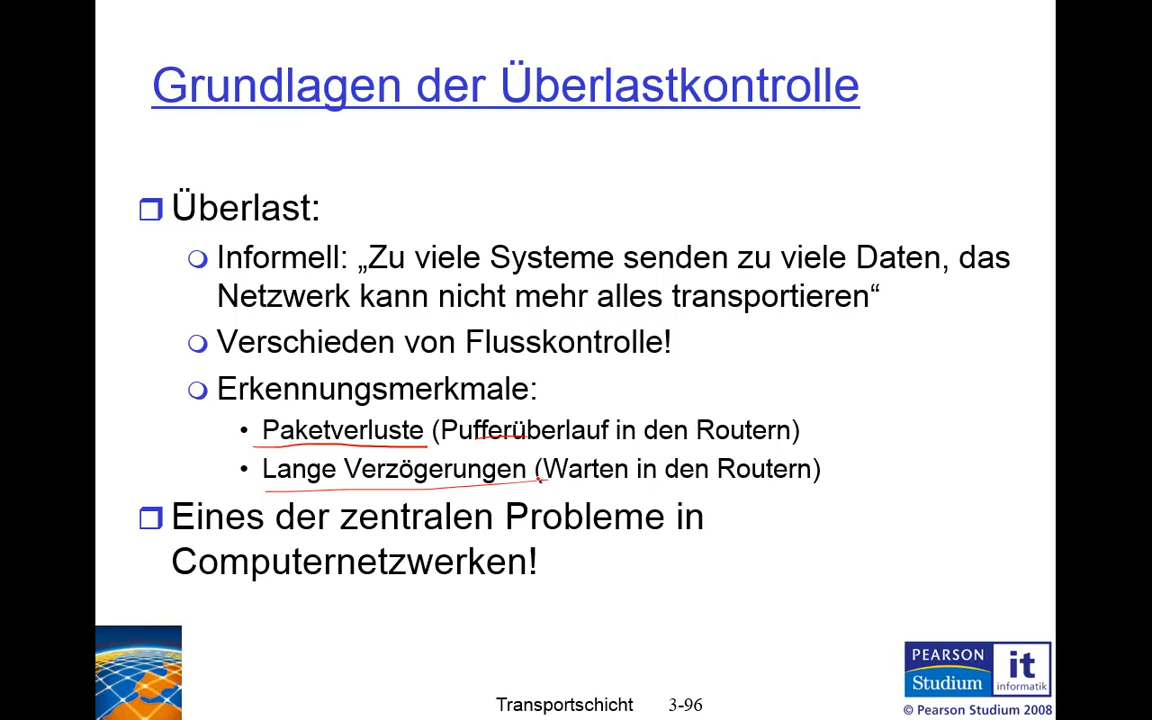 Grundlagen der Überlastkontrolle
Überlast:
Informell: „Zu viele Systeme senden zu viele Daten, das
Netzwerk kann nicht mehr alles transportieren“
Verschieden von Flusskontrolle!
Erkennungsmerkmale:
• Paketverluste (Pufferüberlauf in den Routern)
• Lange Verzögerungen (Warten in den Routern)
Eines der zentralen Probleme in
Computernetzwerken!
PEARSON
Studium
it
informatik
Transportschicht 3-96
© Pearson Studium 2008